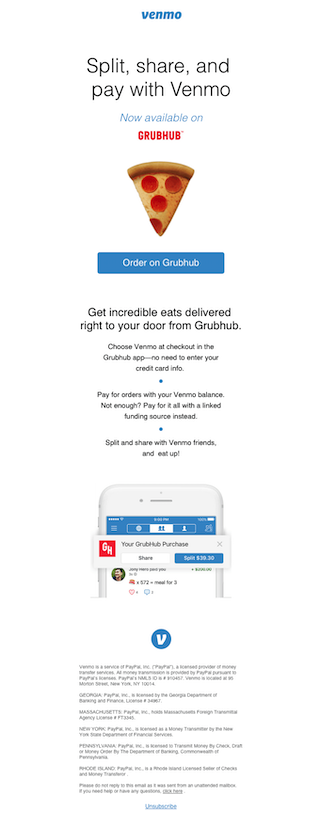 venmo
Split, share, and
pay with Venmo
Now available on
GRUBHUB
Order on Grubhub
Get incredible eats delivered
right to your door from Grubhub.
Choose Venmo at checkout in the
Grubhub app—no need to enter your
credit card info.
Pay for orders with your Venmo balance.
Not enough? Pay for it all with a linked
funding source instead.
Split and share with Venmo friends,
and eat up!
GH
Your GrubHub Purchase
Share
Split $39.30
x 572 = meal for 3
Venmo is a service of PayPal, Inc. ("PayPal"), a licensed provider of money
transfer services. All money transmission is provided by PayPal pursuant to
PayPal's licenses. PayPal's NMLS ID is # 910457. Venmo is located at 95
Morton Street, New York, NY 10014.
GEORGIA: PayPal, Inc., is licensed by the Georgia Department of
Banking and Finance, License # 34967.
MASSACHUSETTS: PayPal, Inc., holds Massachusetts Foreign Transmittal
Agency License # FT3345.
NEW YORK: PayPal, Inc., is licensed as a Money Transmitter by the New
York State Department of Financial Services.
PENNSYLVANIA: PayPal, Inc., is licensed to Transmit Money By Check, Draft
or Money Order By The Department of Banking, Commonwealth of
Pennsylvania.
RHODE ISLAND: PayPal, Inc., is a Rhode Island Licensed Seller of Checks
and Money Transferor .
Please do not reply to this email as it was sent from an unattended mailbox.
If you need help or have any questions, click here .
Unsubscribe